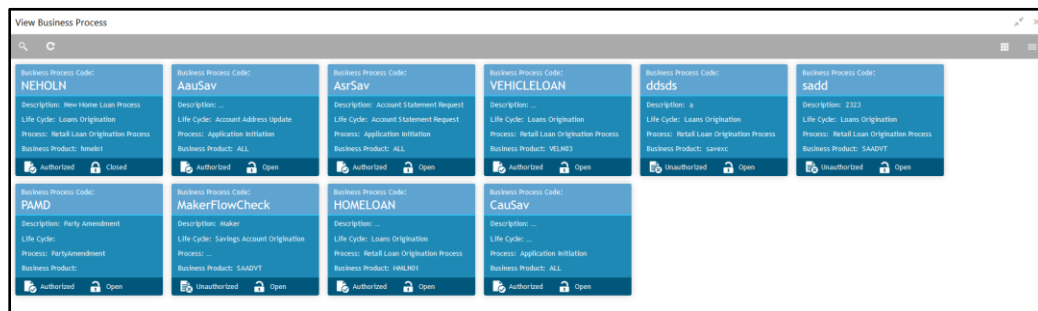 View Business Process
Business Process Code:
NEHOLN
Description: New Home Loan Process
Life Cycle: Loans Origination
Process: Retail Loan Origination Process
Business Product: hmeln1
Authorized Closed
Business Process Code:
AauSav
Description: ...
Life Cycle: Account Address Update
Process: Application Initiation
Business Product: ALL
Authorized Open
Business Process Code:
AsrSav
Description: Account Statement Request
Life Cycle: Account Statement Request
Process: Application Initiation
Business Product: ALL
Authorized Open
Business Process Code:
VEHICLELOAN
Description: ...
Life Cycle: Loans Origination
Process: Retail Loan Origination Process
Business Product: VELN03
Authorized Open
Business Process Code:
ddsds
Description: a
Life Cycle: Loans Origination
Process: Retail Loan Origination Process
Business Product: savexc
Unauthorized Open
Business Process Code:
sadd
Description: 2323
Life Cycle: Loans Origination
Process: Retail Loan Origination Process
Business Product: SAADVT
Unauthorized Open
Business Process Code:
PAMD
Description: Party Amendment
Life Cycle:
Process: PartyAmendment
Business Product:
Authorized Open
Business Process Code:
MakerFlowCheck
Description: Maker
Life Cycle: Savings Account Origination
Process: ...
Business Product: SAADVT
Unauthorized Open
Business Process Code:
HOMELOAN
Description: ...
Life Cycle: Loans Origination
Process: Retail Loan Origination Process
Business Product: HMLN01
Authorized Open
Business Process Code:
CauSav
Description: ...
Life Cycle: ...
Process: Application Initiation
Business Product: ALL
Authorized Open